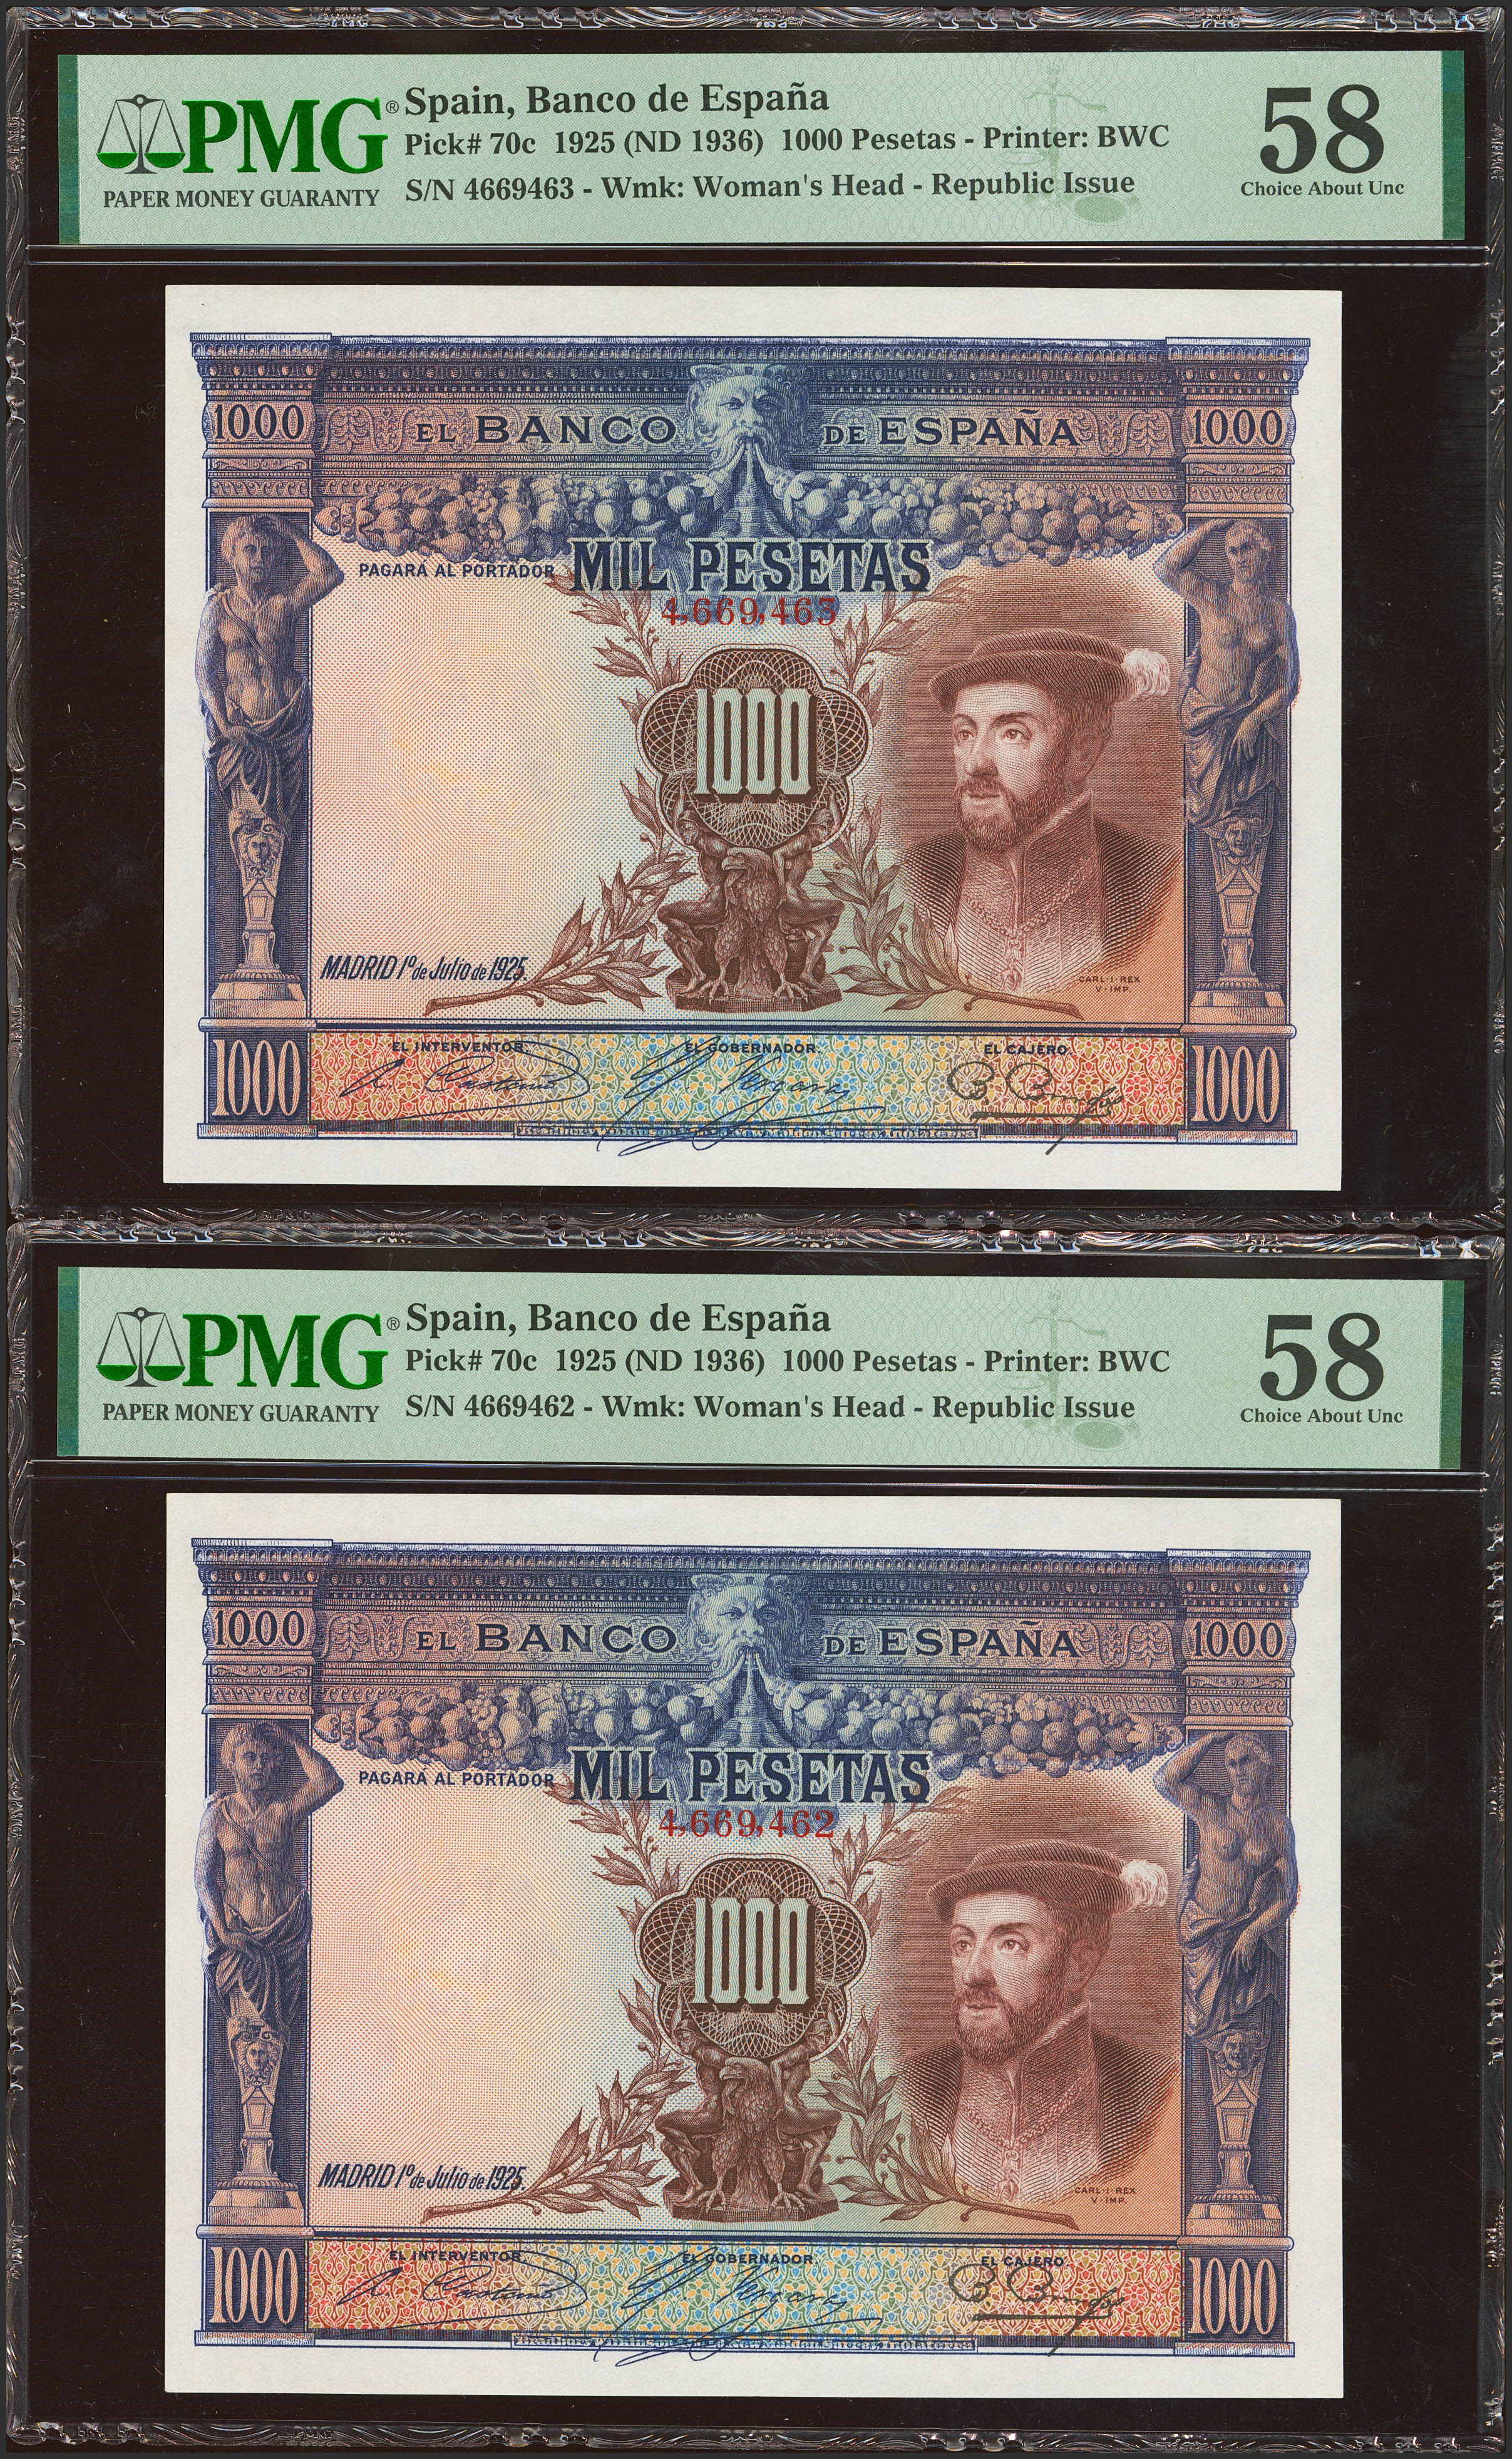 PMG®
PAPER MONEY GUARANTY
Spain, Banco de España
Pick# 70c 1925 (ND 1936) 1000 Pesetas - Printer: BWC
S/N 4669463 - Wmk: Woman's Head - Republic Issue
58
Choice About Unc
1000 EL BANCO DE ESPAÑA 1000
PAGARÁ AL PORTADOR MIL PESETAS
4,669,463
1000
MADRID 1º de Julio de 1925.
CARL·I·REX
V·IMP.
EL INTERVENTOR. EL GOBERNADOR. EL CAJERO.
1000 1000
PMG®
PAPER MONEY GUARANTY
Spain, Banco de España
Pick# 70c 1925 (ND 1936) 1000 Pesetas - Printer: BWC
S/N 4669462 - Wmk: Woman's Head - Republic Issue
58
Choice About Unc
1000 EL BANCO DE ESPAÑA 1000
PAGARÁ AL PORTADOR MIL PESETAS
4,669,462
1000
MADRID 1º de Julio de 1925.
CARL·I·REX
V·IMP.
EL INTERVENTOR. EL GOBERNADOR. EL CAJERO.
1000 1000